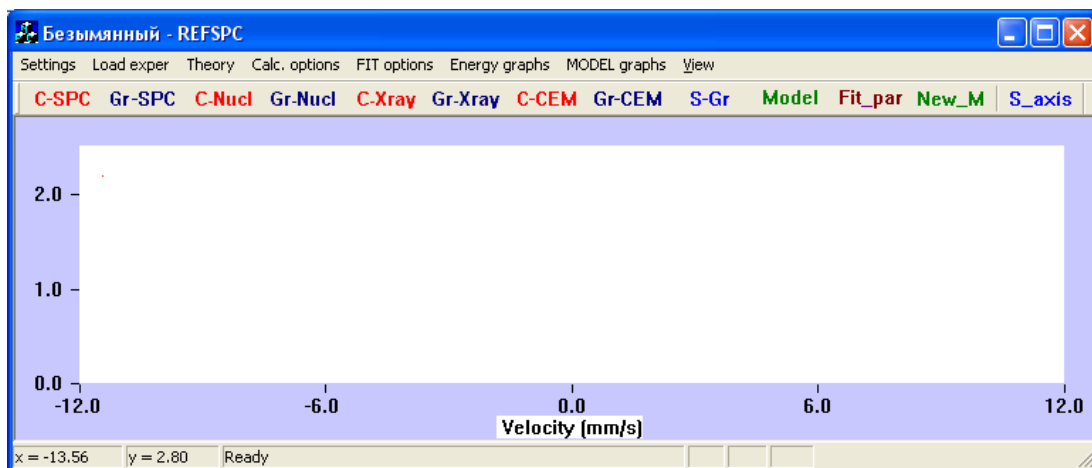 Безымянный - REFSPC
Settings Load exper Theory Calc. options FIT options Energy graphs MODEL graphs View
C-SPC Gr-SPC C-Nucl Gr-Nucl C-Xray Gr-Xray C-CEM Gr-CEM S-Gr Model Fit_par New_M S_axis
2.0
1.0
0.0
-12.0 -6.0 0.0 6.0 12.0
Velocity (mm/s)
x = -13.56 y = 2.80 Ready